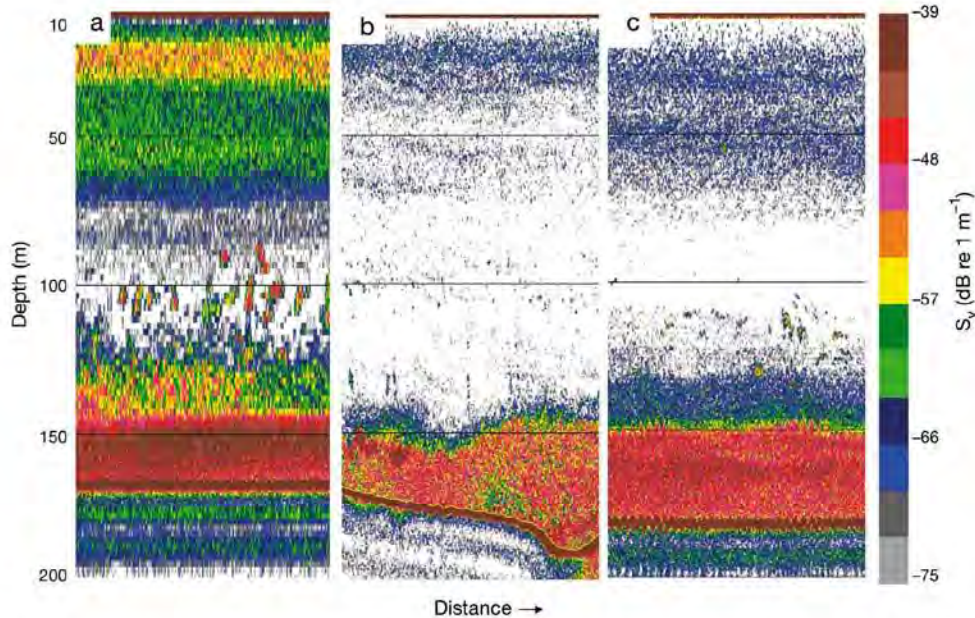 a
b
c
10
50
100
150
200
Depth (m)
Distance →
–39
–48
–57
–66
–75
Sv (dB re 1 m–1)